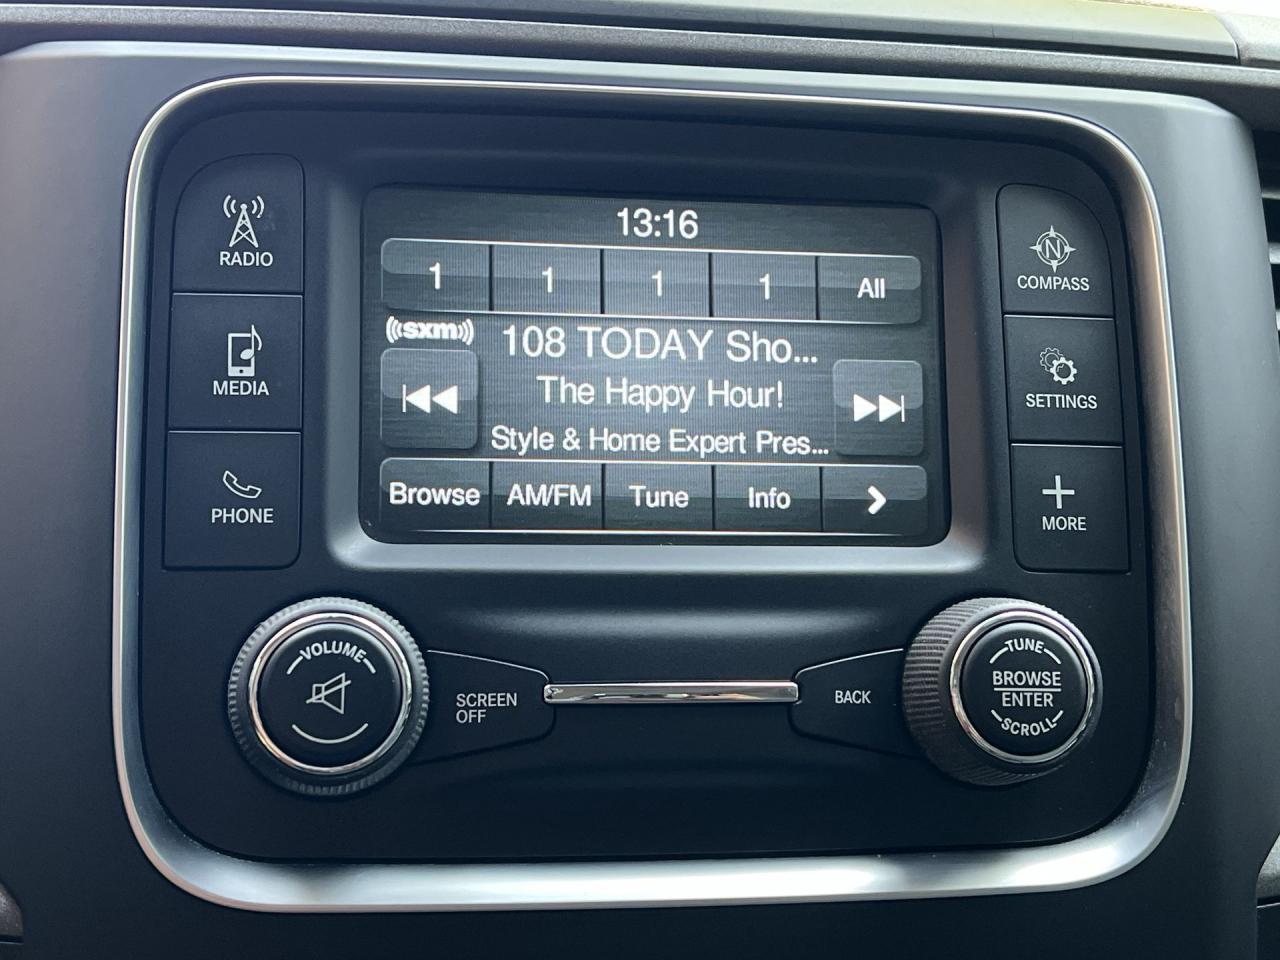 13:16
1 1 1 1 All
((sxm))
108 TODAY Sho...
The Happy Hour!
Style & Home Expert Pres...
Browse AM/FM Tune Info >
RADIO
MEDIA
PHONE
N
COMPASS
SETTINGS
MORE
VOLUME
SCREEN
OFF
BACK
TUNE
BROWSE
ENTER
SCROLL